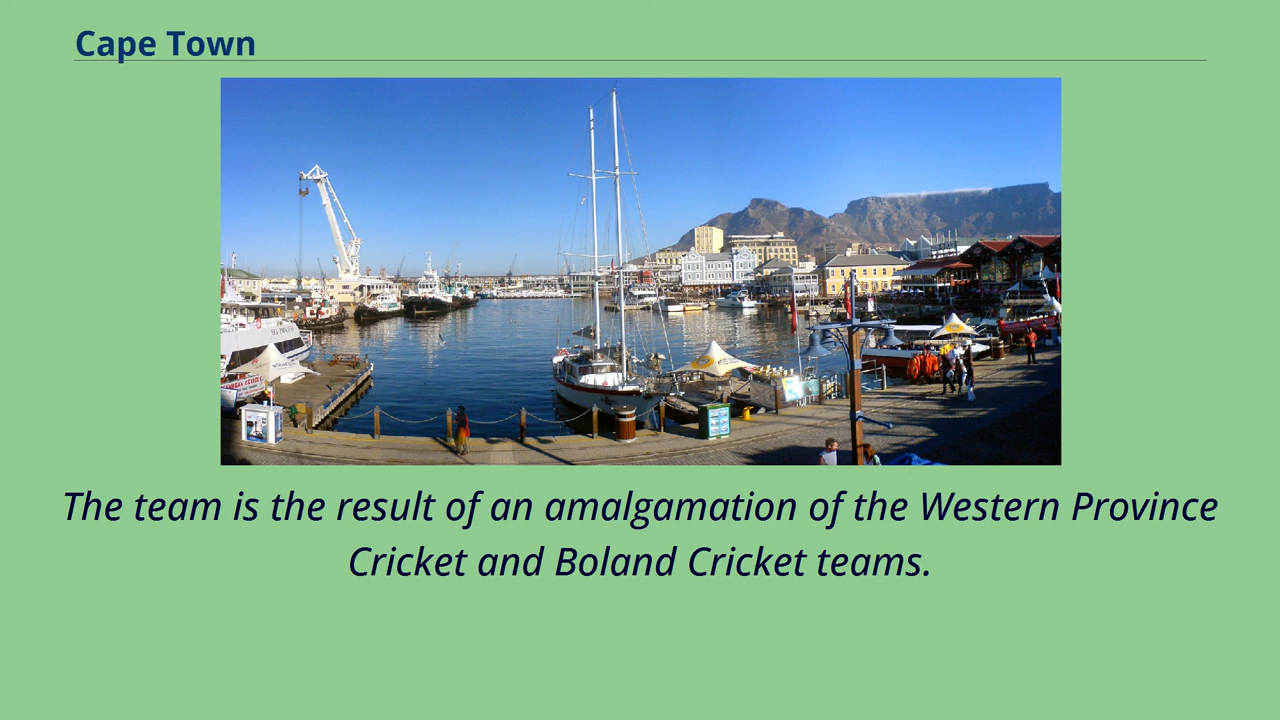 Cape Town
The team is the result of an amalgamation of the Western Province
Cricket and Boland Cricket teams.